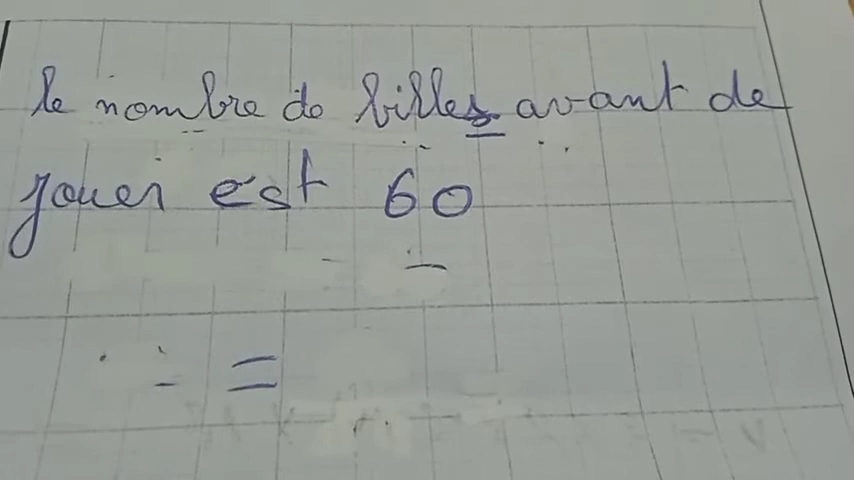 le nombre de billes avant de
jouer est 60
=